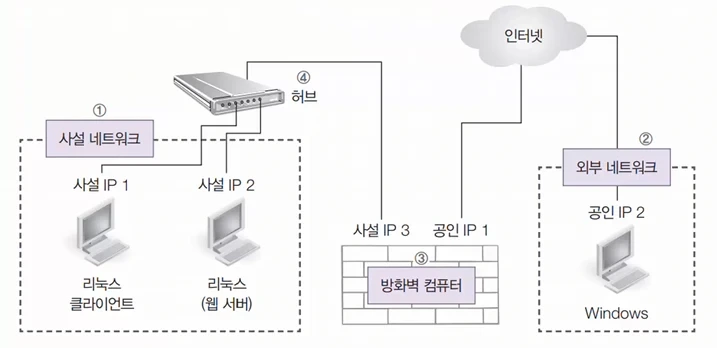 인터넷
④
허브
①
사설 네트워크
②
외부 네트워크
사설 IP 1
사설 IP 2
공인 IP 2
사설 IP 3
공인 IP 1
③
방화벽 컴퓨터
리눅스
클라이언트
리눅스
(웹 서버)
Windows